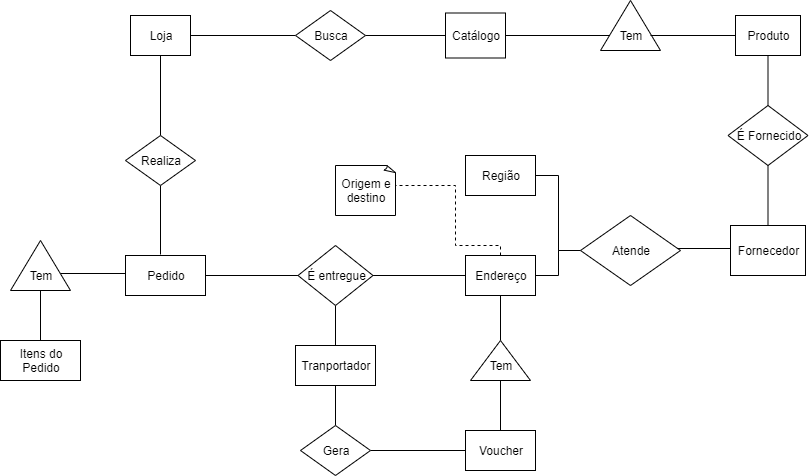 Loja
Busca
Catálogo
Tem
Produto
É Fornecido
Realiza
Origem e
destino
Região
Atende
Fornecedor
Tem
Pedido
É entregue
Endereço
Itens do
Pedido
Tranportador
Tem
Gera
Voucher